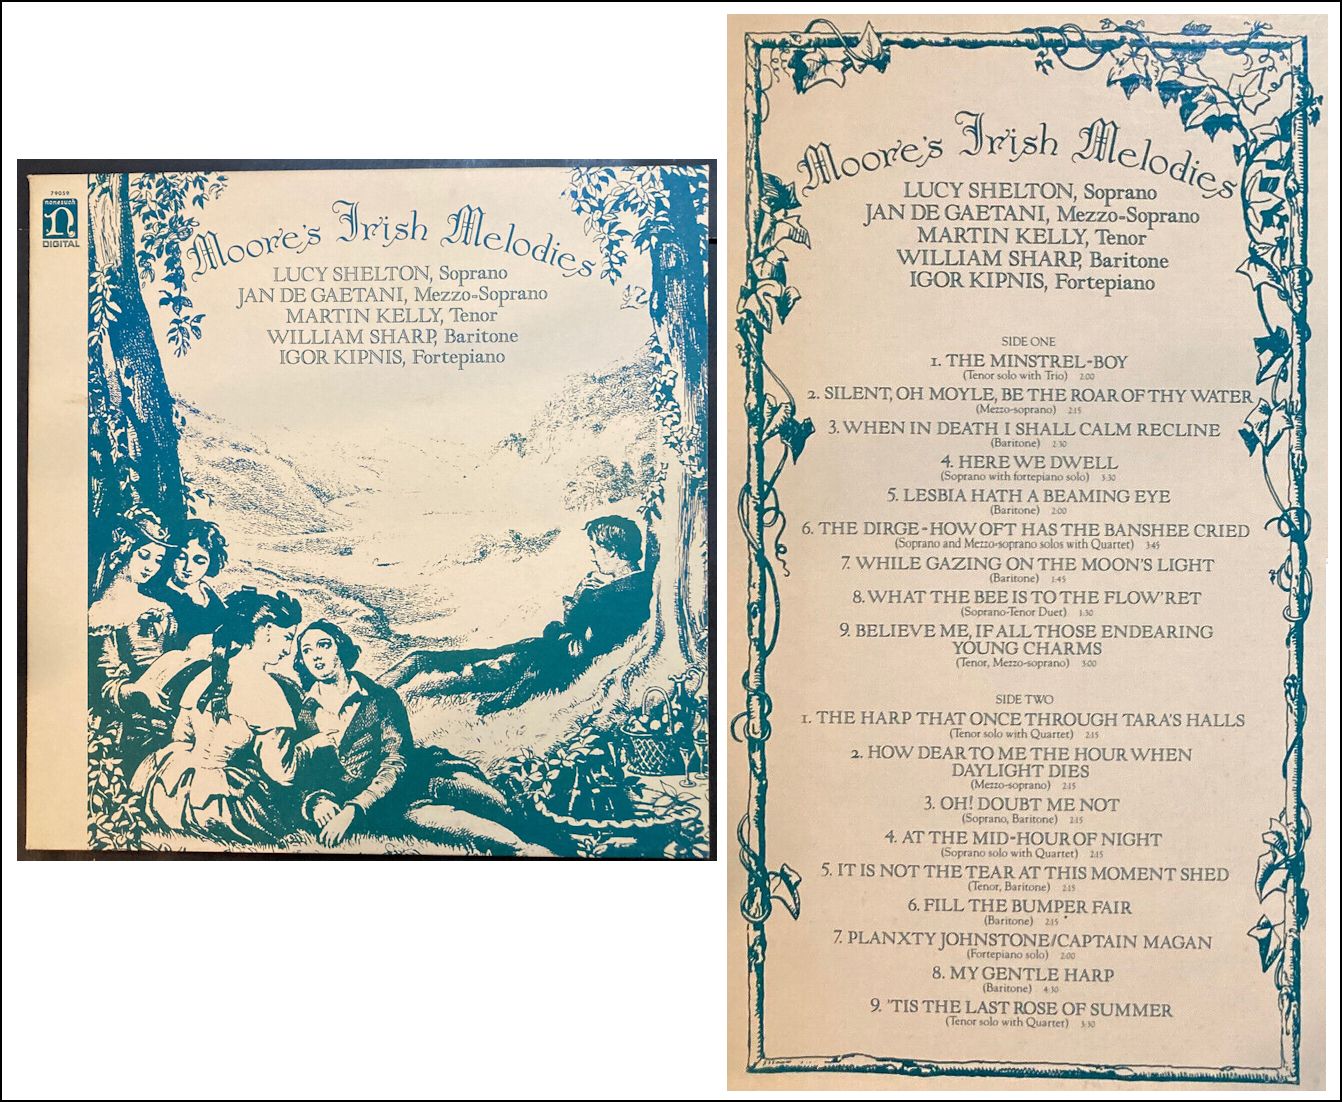 79059
nonesuch
n
DIGITAL
Moore's Irish Melodies
LUCY SHELTON, Soprano
JAN DE GAETANI, Mezzo-Soprano
MARTIN KELLY, Tenor
WILLIAM SHARP, Baritone
IGOR KIPNIS, Fortepiano
Moore's Irish Melodies
LUCY SHELTON, Soprano
JAN DE GAETANI, Mezzo-Soprano
MARTIN KELLY, Tenor
WILLIAM SHARP, Baritone
IGOR KIPNIS, Fortepiano
SIDE ONE
1. THE MINSTREL-BOY
(Tenor solo with Trio) 2:00
2. SILENT, OH MOYLE, BE THE ROAR OF THY WATER
(Mezzo-soprano) 2:15
3. WHEN IN DEATH I SHALL CALM RECLINE
(Baritone) 2:30
4. HERE WE DWELL
(Soprano with fortepiano solo) 3:30
5. LESBIA HATH A BEAMING EYE
(Baritone) 2:00
6. THE DIRGE-HOW OFT HAS THE BANSHEE CRIED
(Soprano and Mezzo-soprano solos with Quartet) 3:45
7. WHILE GAZING ON THE MOON'S LIGHT
(Baritone) 1:45
8. WHAT THE BEE IS TO THE FLOW'RET
(Soprano-Tenor Duet) 1:30
9. BELIEVE ME, IF ALL THOSE ENDEARING
YOUNG CHARMS
(Tenor, Mezzo-soprano) 3:00
SIDE TWO
1. THE HARP THAT ONCE THROUGH TARA'S HALLS
(Tenor solo with Quartet) 2:15
2. HOW DEAR TO ME THE HOUR WHEN
DAYLIGHT DIES
(Mezzo-soprano) 2:15
3. OH! DOUBT ME NOT
(Soprano, Baritone) 2:15
4. AT THE MID-HOUR OF NIGHT
(Soprano solo with Quartet) 2:15
5. IT IS NOT THE TEAR AT THIS MOMENT SHED
(Tenor, Baritone) 2:15
6. FILL THE BUMPER FAIR
(Baritone) 2:15
7. PLANXTY JOHNSTONE/CAPTAIN MAGAN
(Fortepiano solo) 2:00
8. MY GENTLE HARP
(Baritone) 4:30
9. 'TIS THE LAST ROSE OF SUMMER
(Tenor solo with Quartet) 3:30